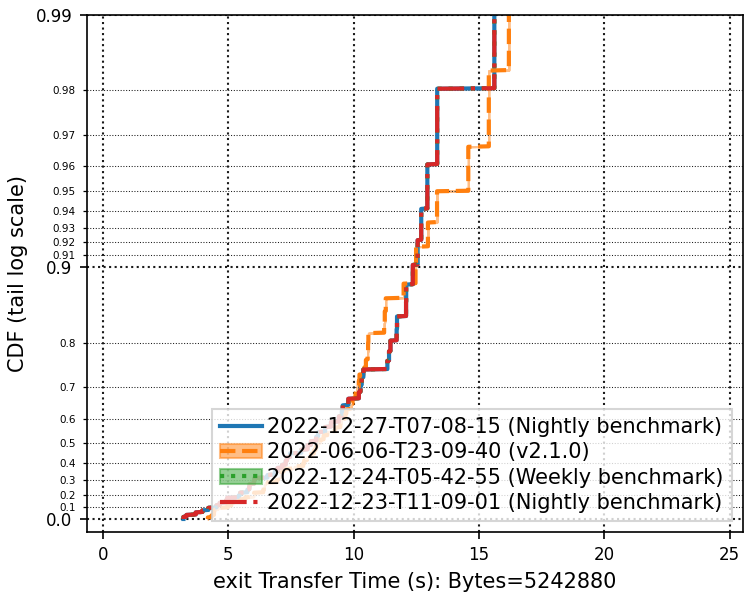 0.99
0.98
0.97
0.96
0.95
0.94
0.93
0.92
0.91
0.9
0.8
0.7
0.6
0.5
0.4
0.3
0.2
0.1
0.0
CDF (tail log scale)
2022-12-27-T07-08-15 (Nightly benchmark)
2022-06-06-T23-09-40 (v2.1.0)
2022-12-24-T05-42-55 (Weekly benchmark)
2022-12-23-T11-09-01 (Nightly benchmark)
0 5 10 15 20 25
exit Transfer Time (s): Bytes=5242880